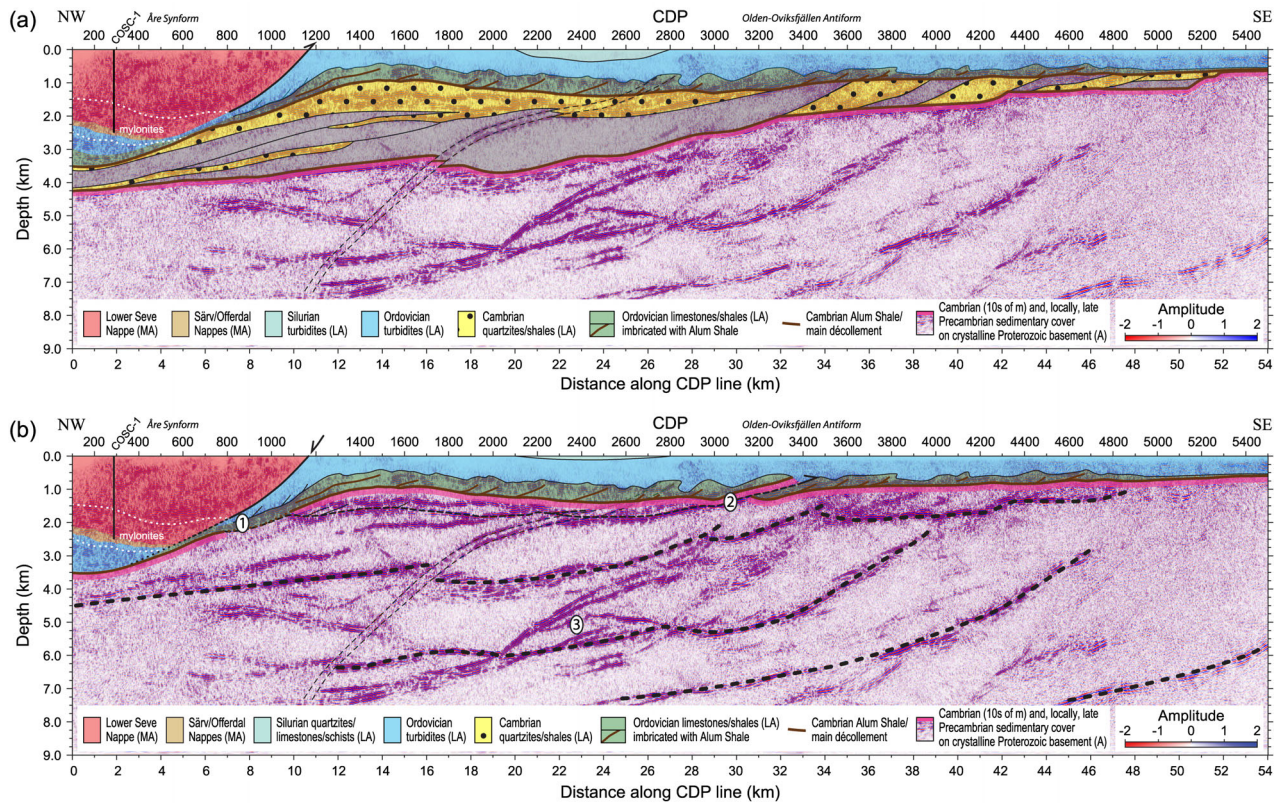 (a)
NW
COSC-1
Åre Synform
CDP
Olden-Oviksfjällen Antiform
SE
200 400 600 800 1000 1200 1400 1600 1800 2000 2200 2400 2600 2800 3000 3200 3400 3600 3800 4000 4200 4400 4600 4800 5000 5200 5400
0.0
1.0
2.0
3.0
4.0
5.0
6.0
7.0
8.0
9.0
Depth (km)
mylonites
Lower Seve
Nappe (MA)
Särv/Offerdal
Nappes (MA)
Silurian
turbidites (LA)
Ordovician
turbidites (LA)
Cambrian
quartzites/shales (LA)
Ordovician limestones/shales (LA)
imbricated with Alum Shale
Cambrian Alum Shale/
main décollement
Cambrian (10s of m) and, locally, late
Precambrian sedimentary cover
on crystalline Proterozoic basement (A)
Amplitude
-2 -1 0 1 2
0 2 4 6 8 10 12 14 16 18 20 22 24 26 28 30 32 34 36 38 40 42 44 46 48 50 52 54
Distance along CDP line (km)
(b)
NW
COSC-1
Åre Synform
CDP
Olden-Oviksfjällen Antiform
SE
200 400 600 800 1000 1400 1600 1800 2000 2200 2400 2600 2800 3000 3200 3400 3600 3800 4000 4200 4400 4600 4800 5000 5200 5400
0.0
1.0
2.0
3.0
4.0
5.0
6.0
7.0
8.0
9.0
Depth (km)
mylonites
1
2
3
Lower Seve
Nappe (MA)
Särv/Offerdal
Nappes (MA)
Silurian quartzites/
limestones/schists (LA)
Ordovician
turbidites (LA)
Cambrian
quartzites/shales (LA)
Ordovician limestones/shales (LA)
imbricated with Alum Shale
Cambrian Alum Shale/
main décollement
Cambrian (10s of m) and, locally, late
Precambrian sedimentary cover
on crystalline Proterozoic basement (A)
Amplitude
-2 -1 0 1 2
0 2 4 6 8 10 12 14 16 18 20 22 24 26 28 30 32 34 36 38 40 42 44 46 48 50 52 54
Distance along CDP line (km)